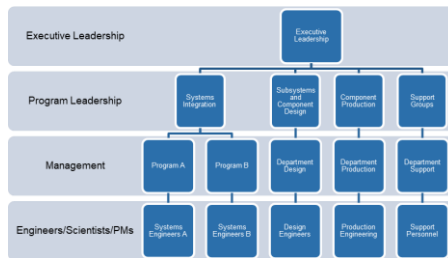 Executive Leadership
Executive
Leadership
Program Leadership
Systems
Integration
Subsystems
and
Component
Design
Component
Production
Support
Groups
Management
Program A
Program B
Department
Design
Department
Production
Department
Support
Engineers/Scientists/PMs
Systems
Engineers A
Systems
Engineers B
Design
Engineers
Production
Engineering
Support
Personnel